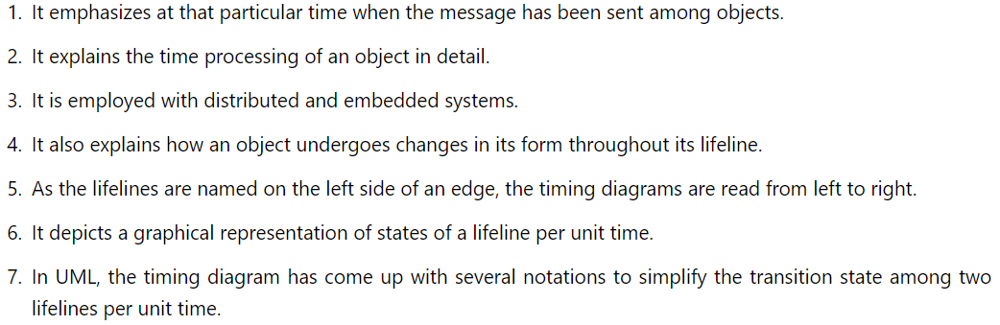 1. It emphasizes at that particular time when the message has been sent among objects.
2. It explains the time processing of an object in detail.
3. It is employed with distributed and embedded systems.
4. It also explains how an object undergoes changes in its form throughout its lifeline.
5. As the lifelines are named on the left side of an edge, the timing diagrams are read from left to right.
6. It depicts a graphical representation of states of a lifeline per unit time.
7. In UML, the timing diagram has come up with several notations to simplify the transition state among two
lifelines per unit time.